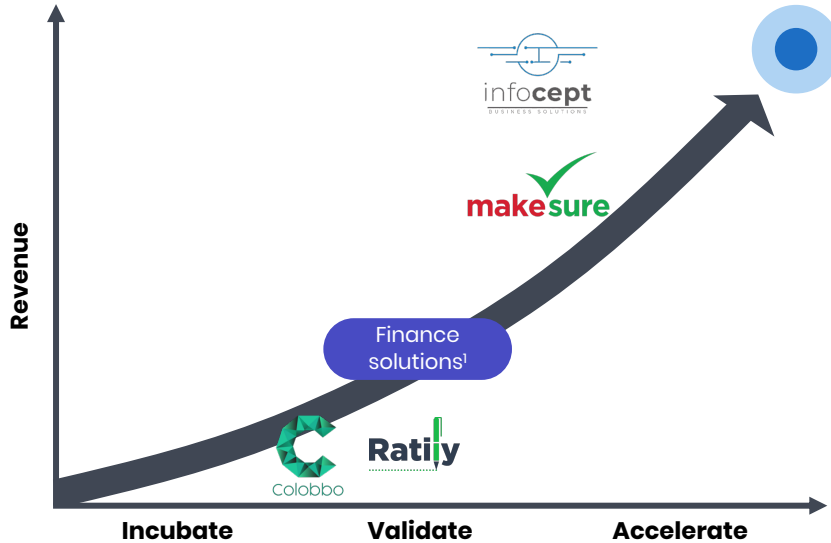 infocept
BUSINESS SOLUTIONS
makesure
Revenue
Finance
solutions¹
Ratify
Colobbo
Incubate Validate Accelerate